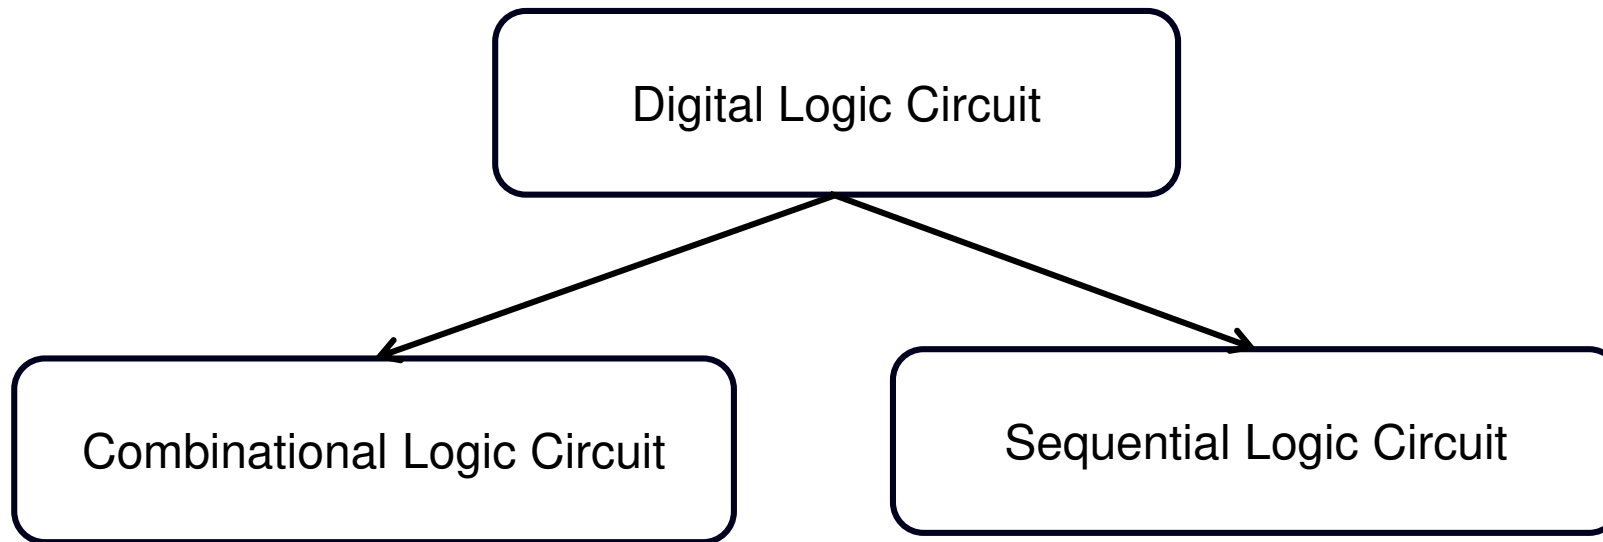 Digital Logic Circuit
Combinational Logic Circuit
Sequential Logic Circuit